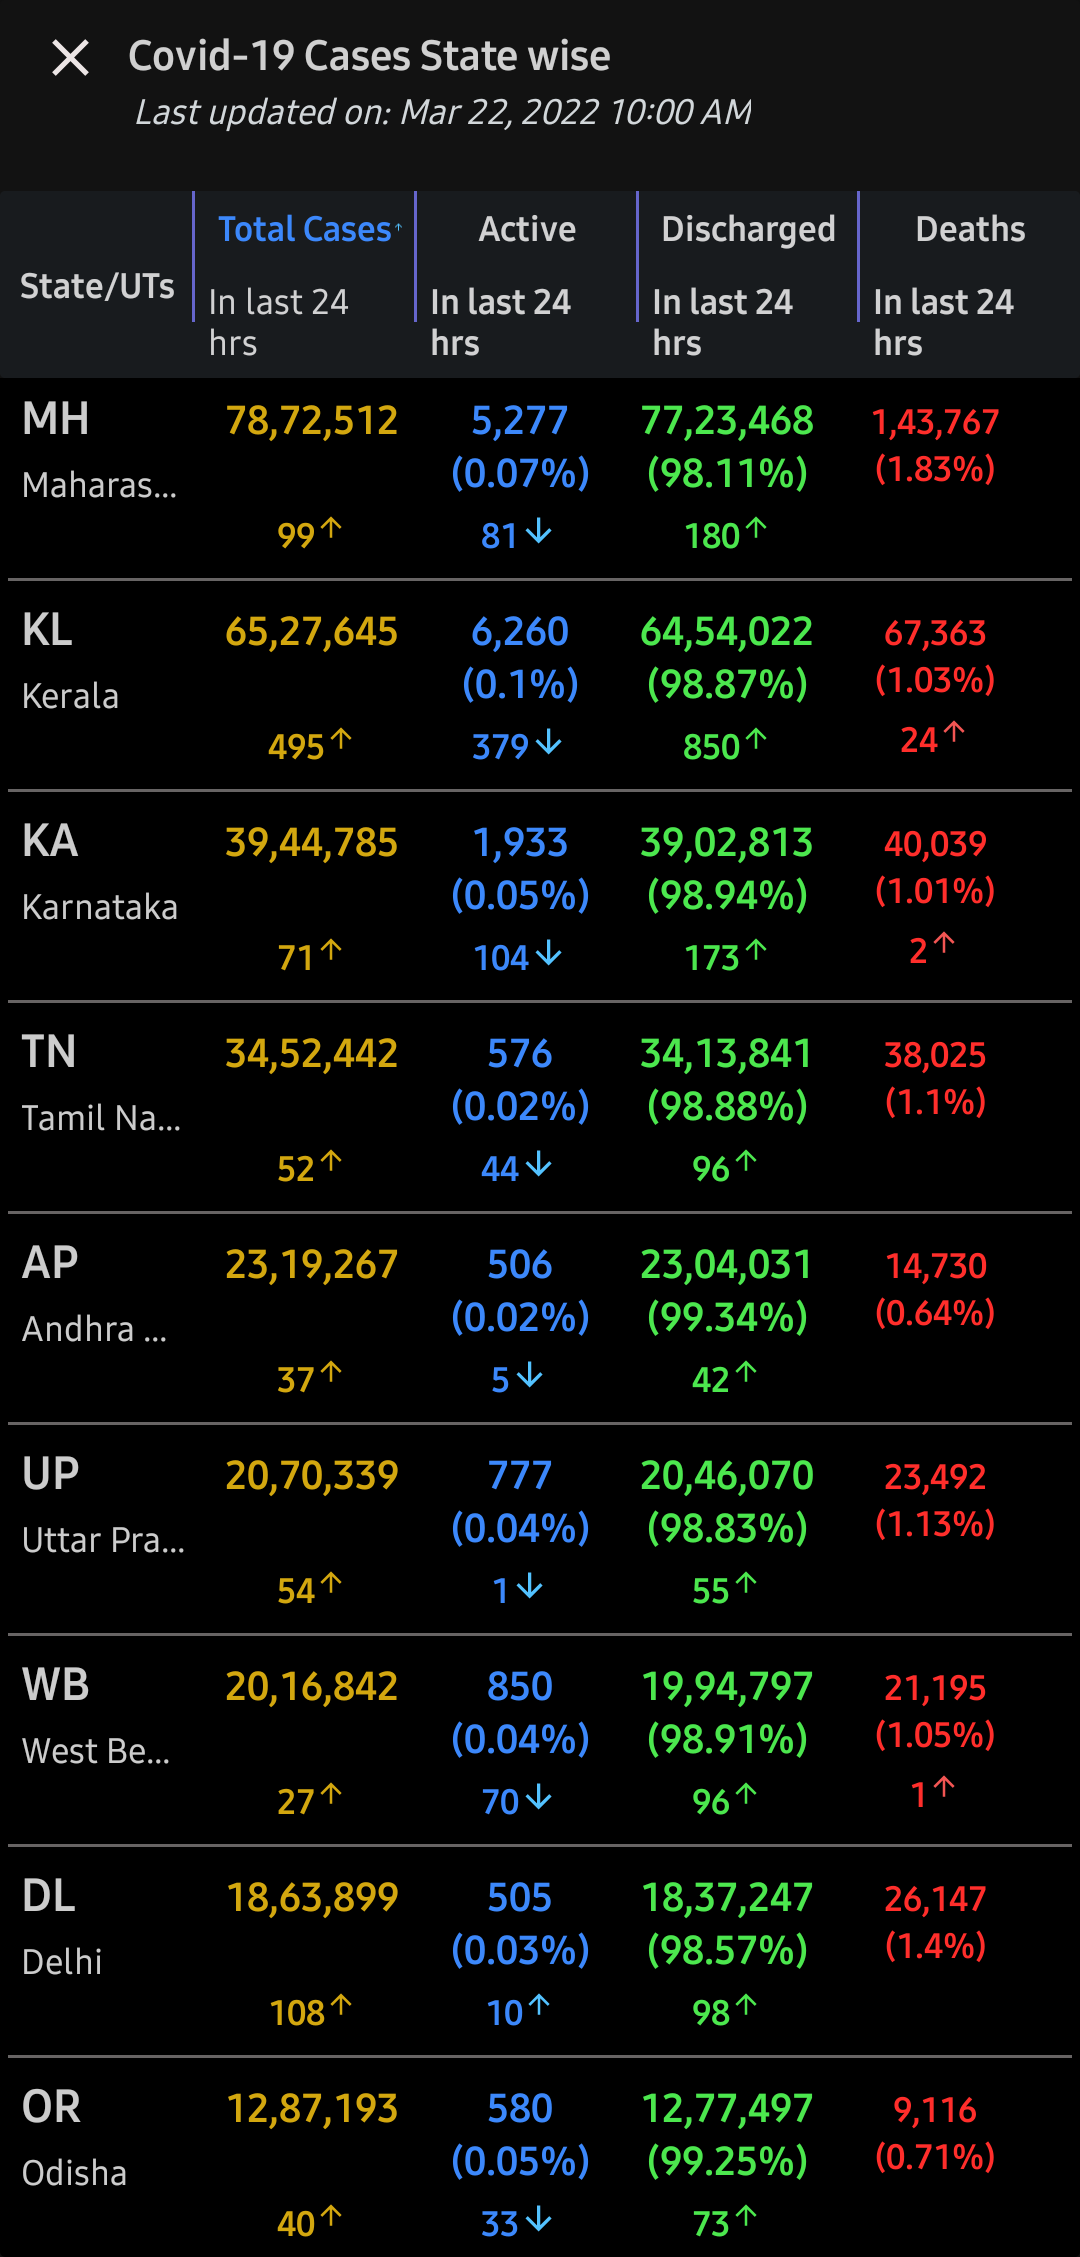 Covid-19 Cases State wise
Last updated on: Mar 22, 2022 10:00 AM
State/UTs
Total Cases↑ Active Discharged Deaths
In last 24 hrs In last 24 hrs In last 24 hrs In last 24 hrs
MH 78,72,512 5,277 77,23,468 1,43,767
Maharas... (0.07%) (98.11%) (1.83%)
99↑ 81↓ 180↑
KL 65,27,645 6,260 64,54,022 67,363
Kerala (0.1%) (98.87%) (1.03%)
495↑ 379↓ 850↑ 24↑
KA 39,44,785 1,933 39,02,813 40,039
Karnataka (0.05%) (98.94%) (1.01%)
71↑ 104↓ 173↑ 2↑
TN 34,52,442 576 34,13,841 38,025
Tamil Na... (0.02%) (98.88%) (1.1%)
52↑ 44↓ 96↑
AP 23,19,267 506 23,04,031 14,730
Andhra ... (0.02%) (99.34%) (0.64%)
37↑ 5↓ 42↑
UP 20,70,339 777 20,46,070 23,492
Uttar Pra... (0.04%) (98.83%) (1.13%)
54↑ 1↓ 55↑
WB 20,16,842 850 19,94,797 21,195
West Be... (0.04%) (98.91%) (1.05%)
27↑ 70↓ 96↑ 1↑
DL 18,63,899 505 18,37,247 26,147
Delhi (0.03%) (98.57%) (1.4%)
108↑ 10↑ 98↑
OR 12,87,193 580 12,77,497 9,116
Odisha (0.05%) (99.25%) (0.71%)
40↑ 33↓ 73↑